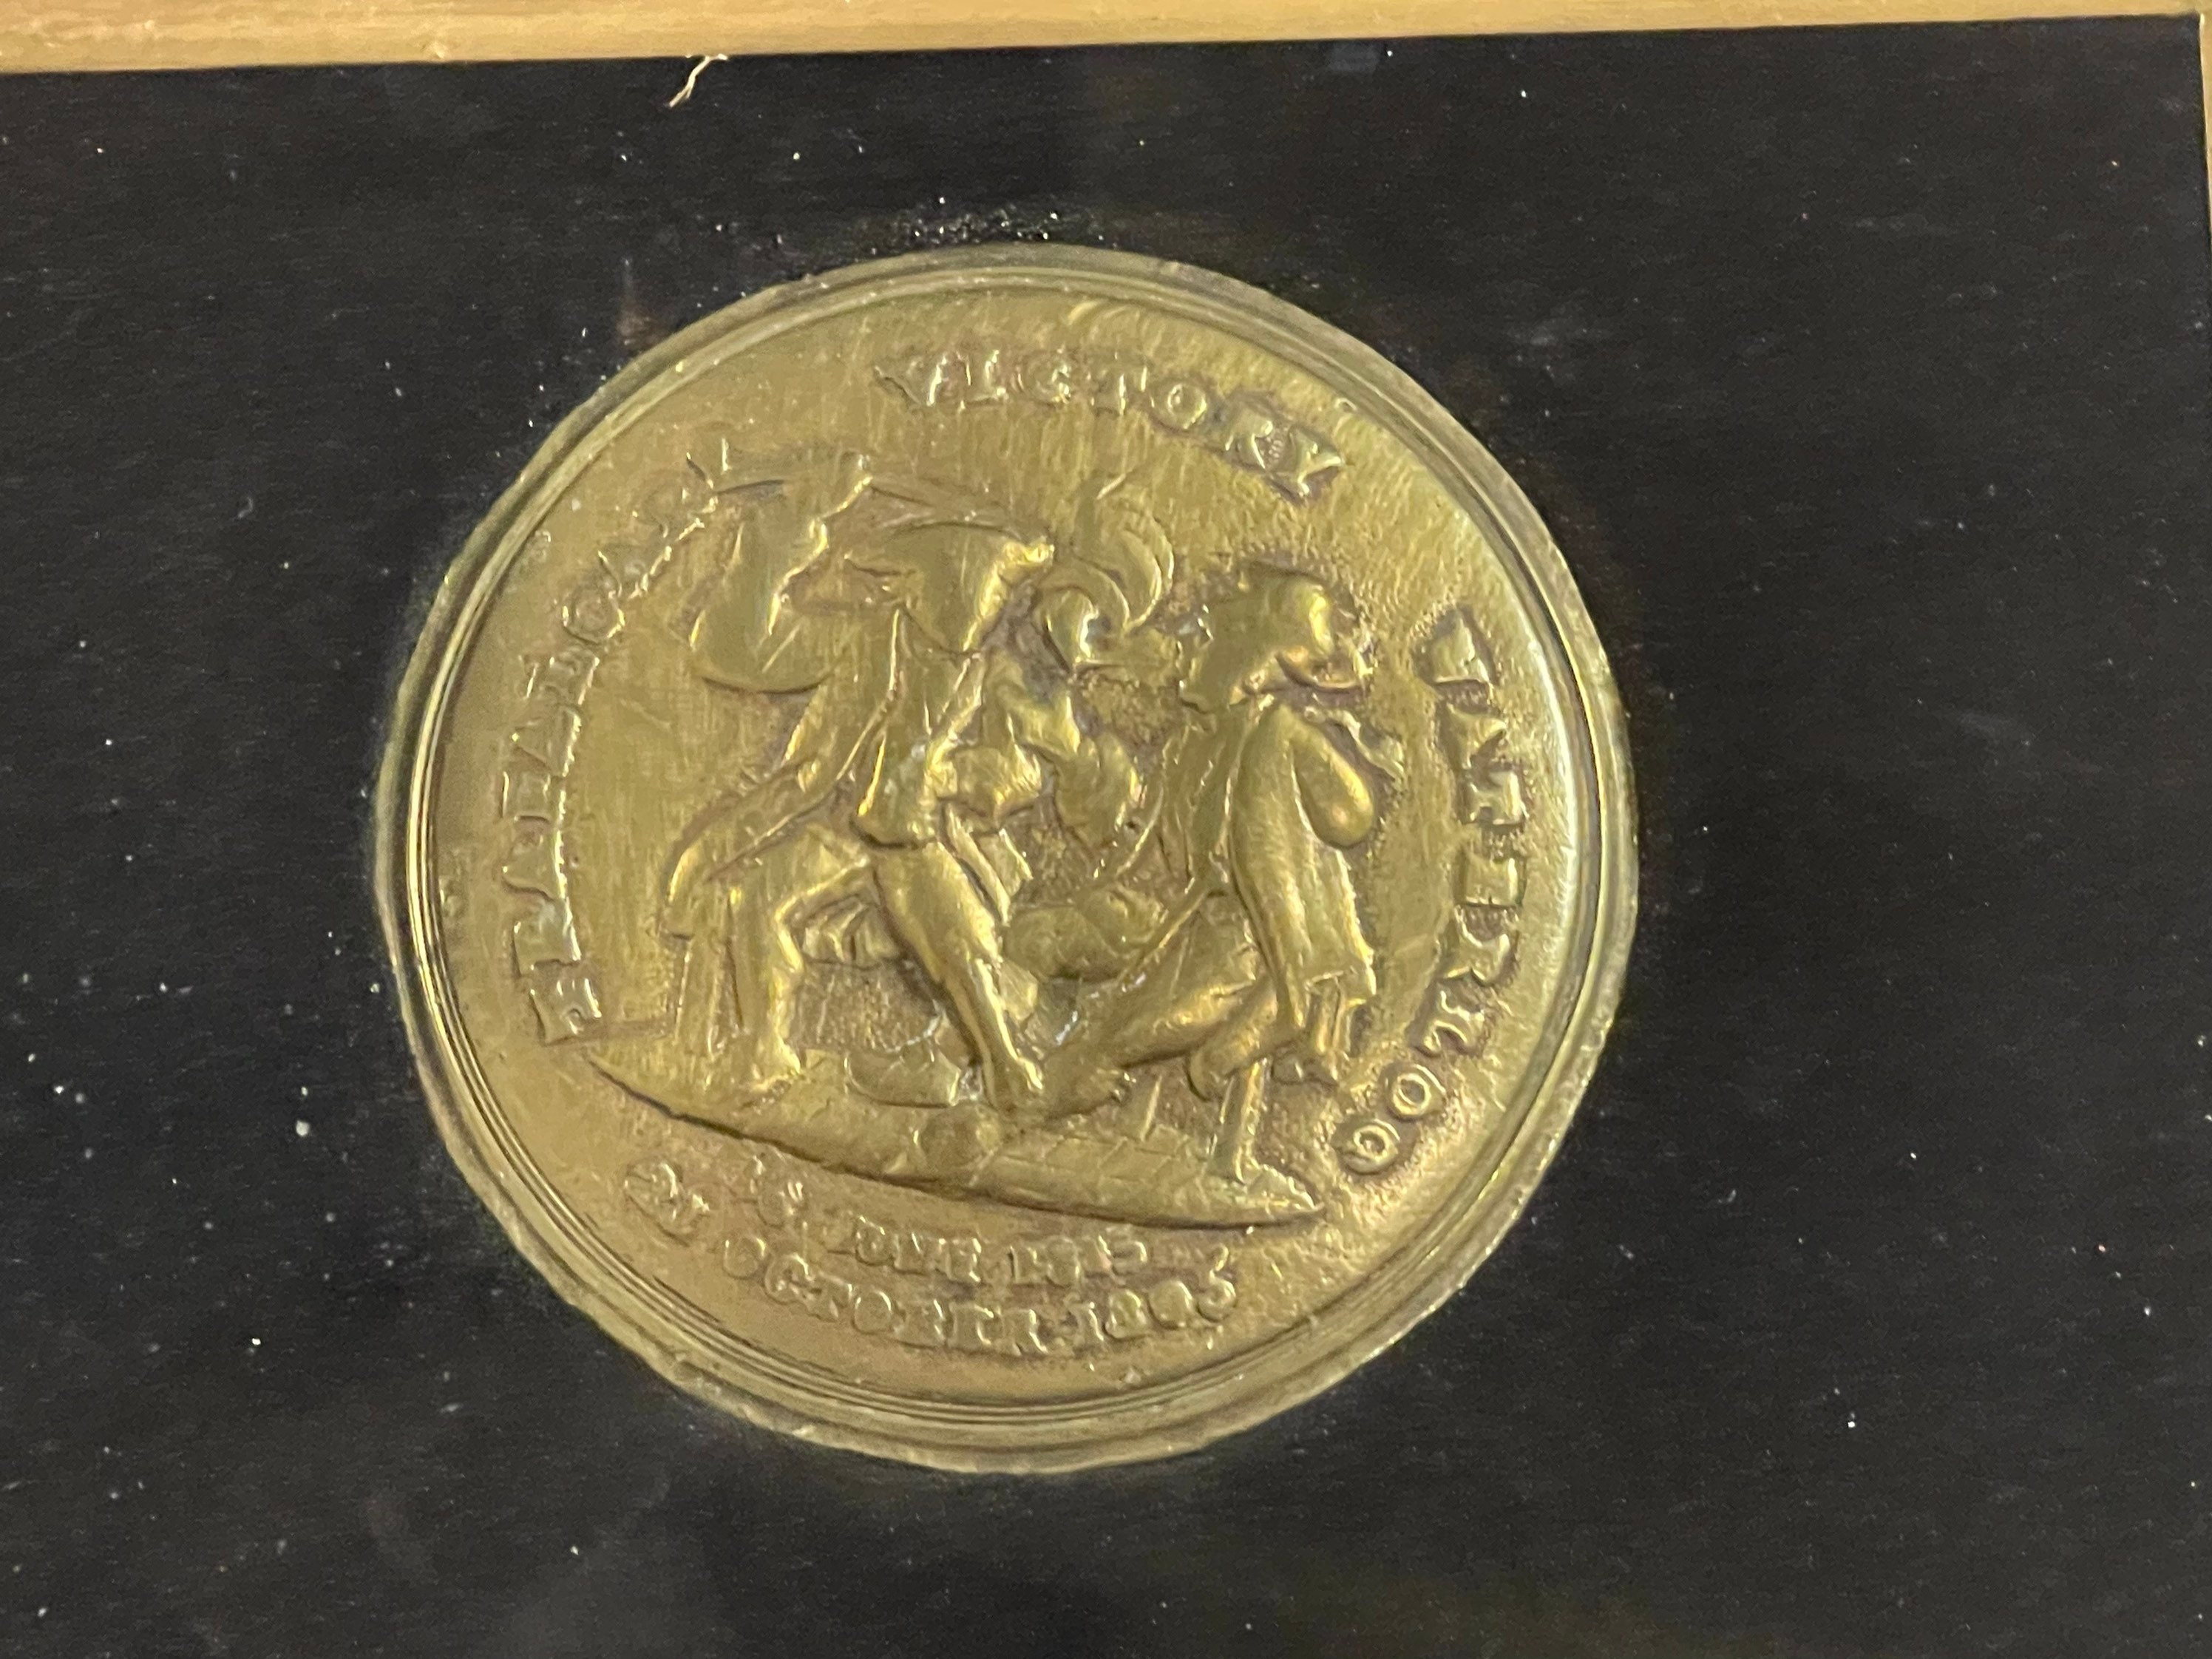 TRAFALGAR
VICTORY
WATERLOO
18 JUNE 1815
21 OCTOBER 1805